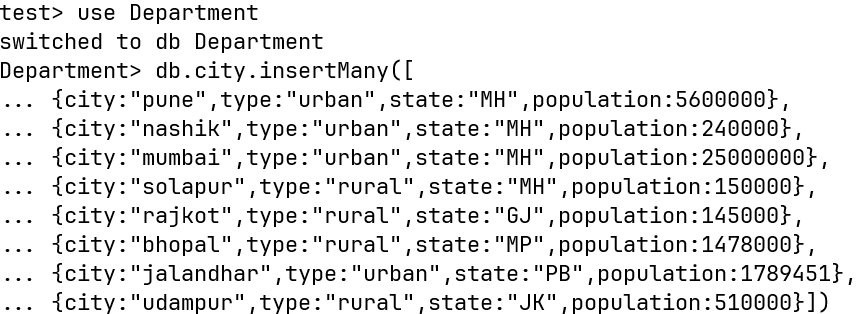 test> use Department
switched to db Department
Department> db.city.insertMany([
... {city:"pune",type:"urban",state:"MH",population:5600000},
... {city:"nashik",type:"urban",state:"MH",population:240000},
... {city:"mumbai",type:"urban",state:"MH",population:25000000},
... {city:"solapur",type:"rural",state:"MH",population:150000},
... {city:"rajkot",type:"rural",state:"GJ",population:145000},
... {city:"bhopal",type:"rural",state:"MP",population:1478000},
... {city:"jalandhar",type:"urban",state:"PB",population:1789451},
... {city:"udampur",type:"rural",state:"JK",population:510000}])